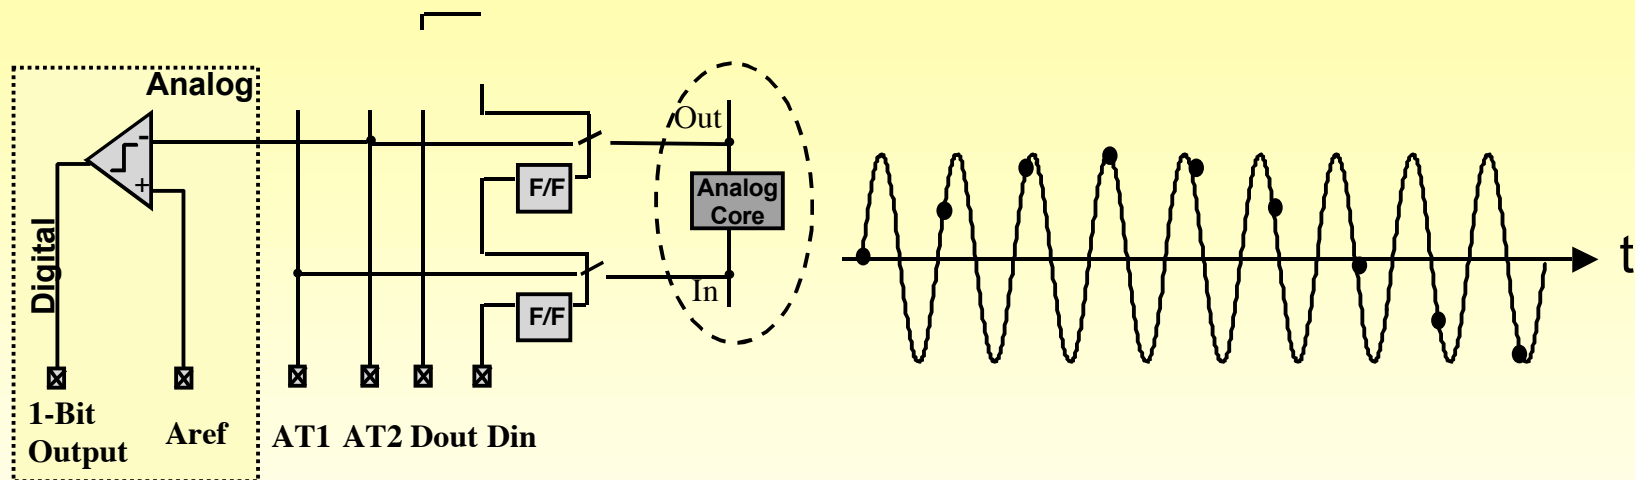 Analog
-
+
Digital
1-Bit
Output
Aref
AT1 AT2 Dout Din
F/F
F/F
Out
Analog
Core
In
t